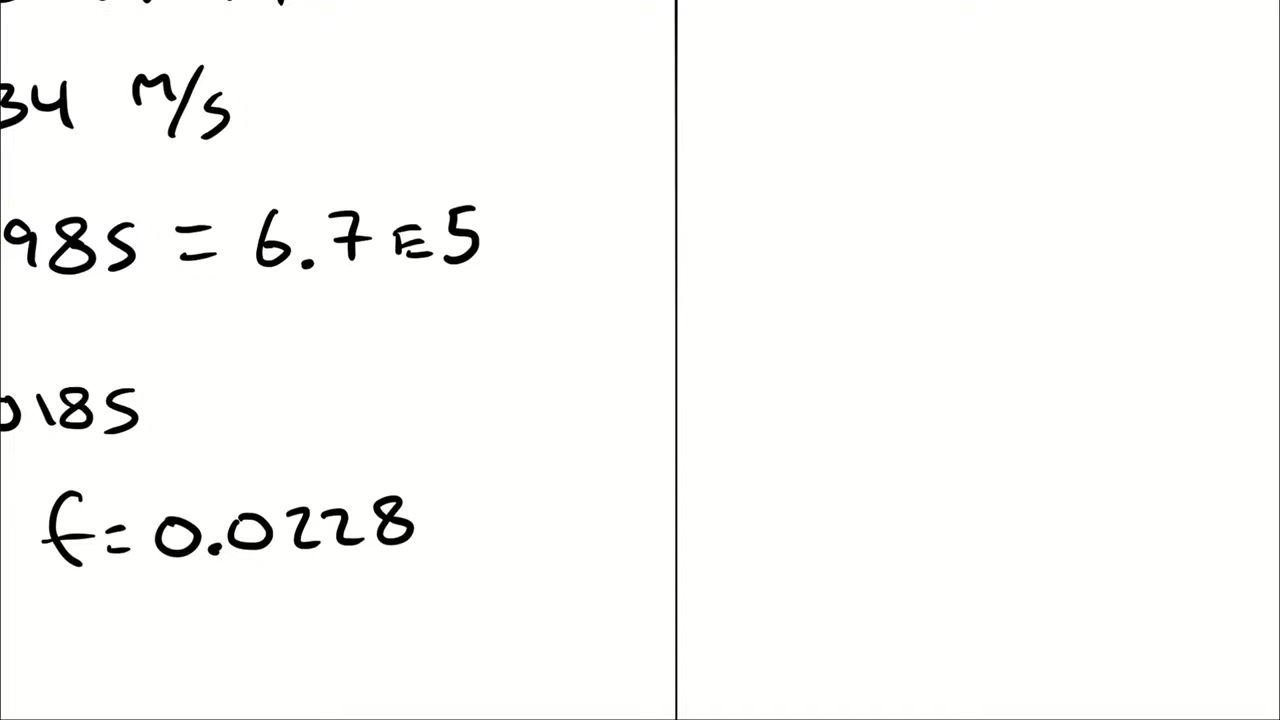 34 m/s
985 = 6.7E5
0185
f = 0.0228